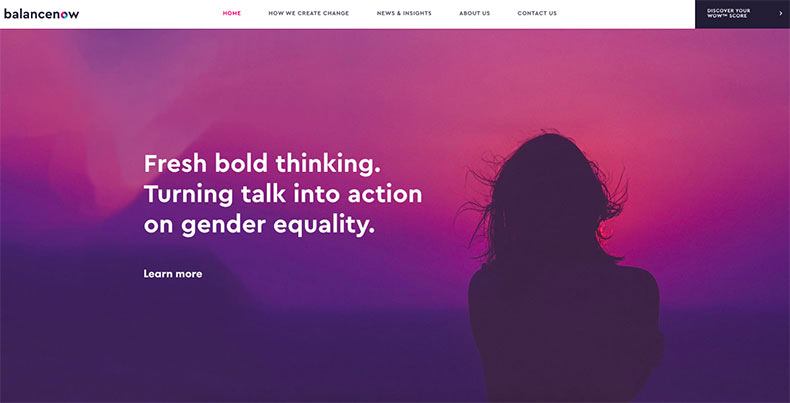 balancenow
HOME
HOW WE CREATE CHANGE
NEWS & INSIGHTS
ABOUT US
CONTACT US
DISCOVER YOUR
WOW™ SCORE
Fresh bold thinking.
Turning talk into action
on gender equality.
Learn more